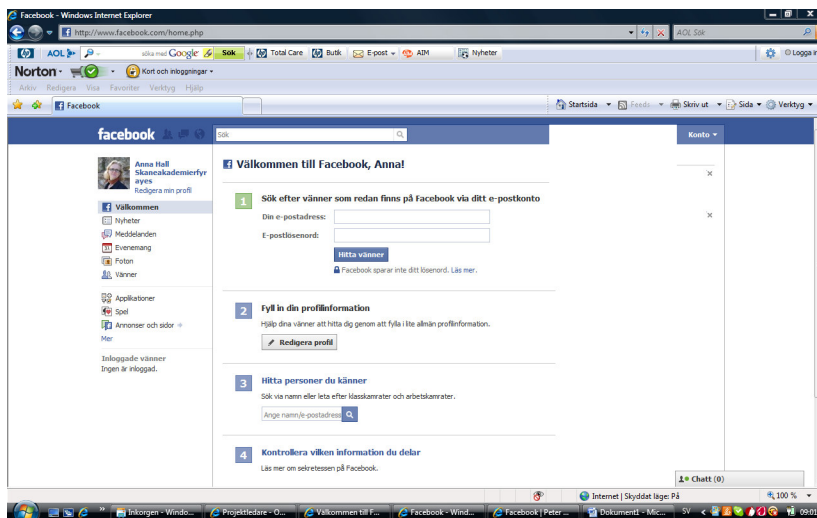 Facebook - Windows Internet Explorer
http://www.facebook.com/home.php
AOL Sök
AOL
söka med Google
Sök
Total Care
Butik
E-post
AIM
Nyheter
Logga in
Norton
Kort och inloggningar
Arkiv Redigera Visa Favoriter Verktyg Hjälp
Facebook
Startsida
Feeds
Skriv ut
Sida
Verktyg
facebook
Sök
Konto
Anna Hall
Skaneakademierfyr
ayes
Redigera min profil
Välkommen
Nyheter
Meddelanden
31 Evenemang
Foton
Vänner
Applikationer
Spel
Annonser och sidor
Mer
Inloggade vänner
Ingen är inloggad.
Välkommen till Facebook, Anna!
1 Sök efter vänner som redan finns på Facebook via ditt e-postkonto
Din e-postadress:
E-postlösenord:
Hitta vänner
Facebook sparar inte ditt lösenord. Läs mer.
2 Fyll in din profilinformation
Hjälp dina vänner att hitta dig genom att fylla i lite allmän profilinformation.
Redigera profil
3 Hitta personer du känner
Sök via namn eller leta efter klasskamrater och arbetskamrater.
Ange namn/e-postadress
4 Kontrollera vilken information du delar
Läs mer om sekretessen på Facebook.
Chatt (0)
Internet | Skyddat läge: På
100 %
Inkorgen - Windo...
Projektledare - O...
Välkommen till F...
Facebook - Wind...
Facebook | Peter ...
Dokument1 - Mic...
SV
09:01